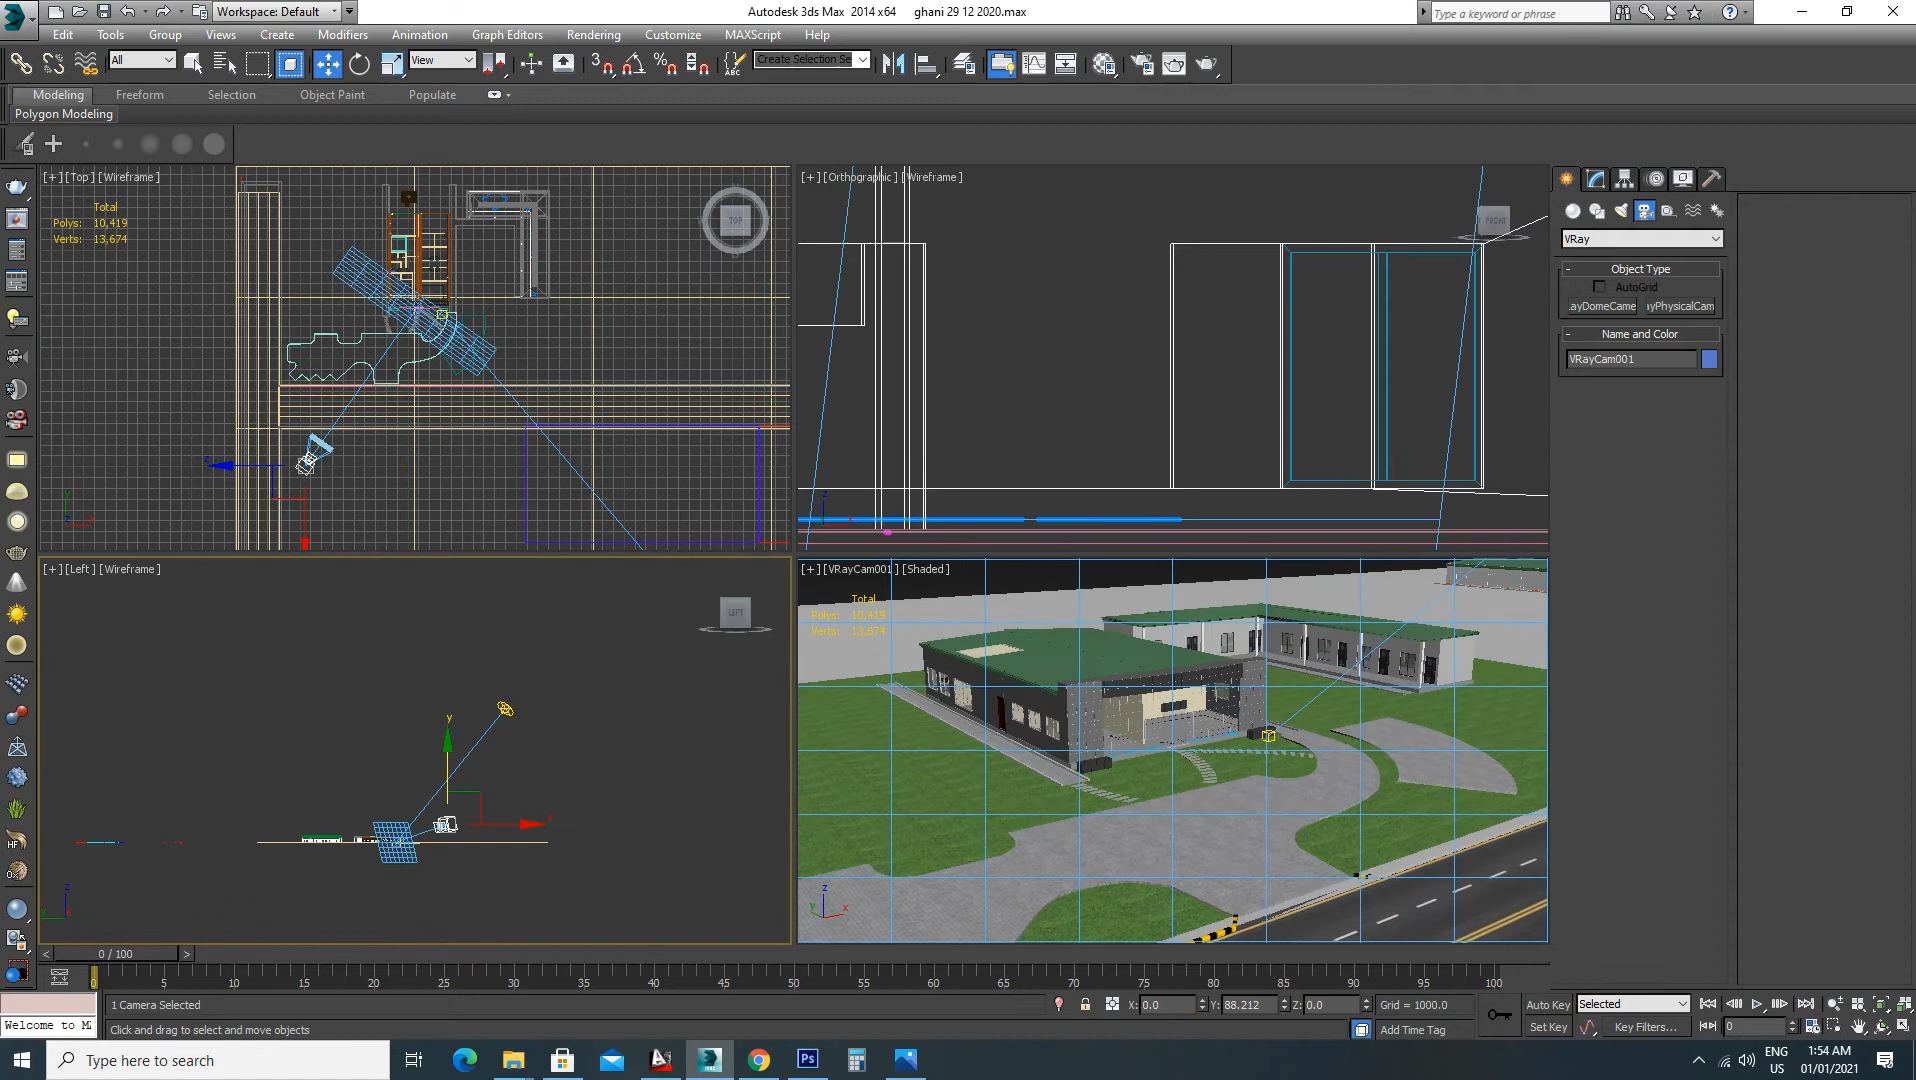 Workspace: Default
Autodesk 3ds Max 2014 x64 ghani 29 12 2020.max
Type a keyword or phrase
Edit Tools Group Views Create Modifiers Animation Graph Editors Rendering Customize MAXScript Help
All
View
Create Selection Se
Modeling Freeform Selection Object Paint Populate
Polygon Modeling
[+][Top][Wireframe]
Total
Polys: 10,419
Verts: 13,674
TOP
[+][Orthographic][Wireframe]
FRONT
VRay
Object Type
AutoGrid
.ayDomeCame ıyPhysicalCam
Name and Color
VRayCam001
[+][Left][Wireframe]
LEFT
[+][VRayCam001][Shaded]
Total
Polys: 10,419
Verts: 13,674
HF
0 / 100
0 5 10 15 20 25 30 35 40 45 50 55 60 65 70 75 80 85 90 95 100
1 Camera Selected
X: 0.0 Y: 88.212 Z: 0.0 Grid = 1000.0
Auto Key Selected
Welcome to M
Click and drag to select and move objects
Add Time Tag
Set Key Key Filters... 0
Type here to search
Ps
ENG
US
1:54 AM
01/01/2021